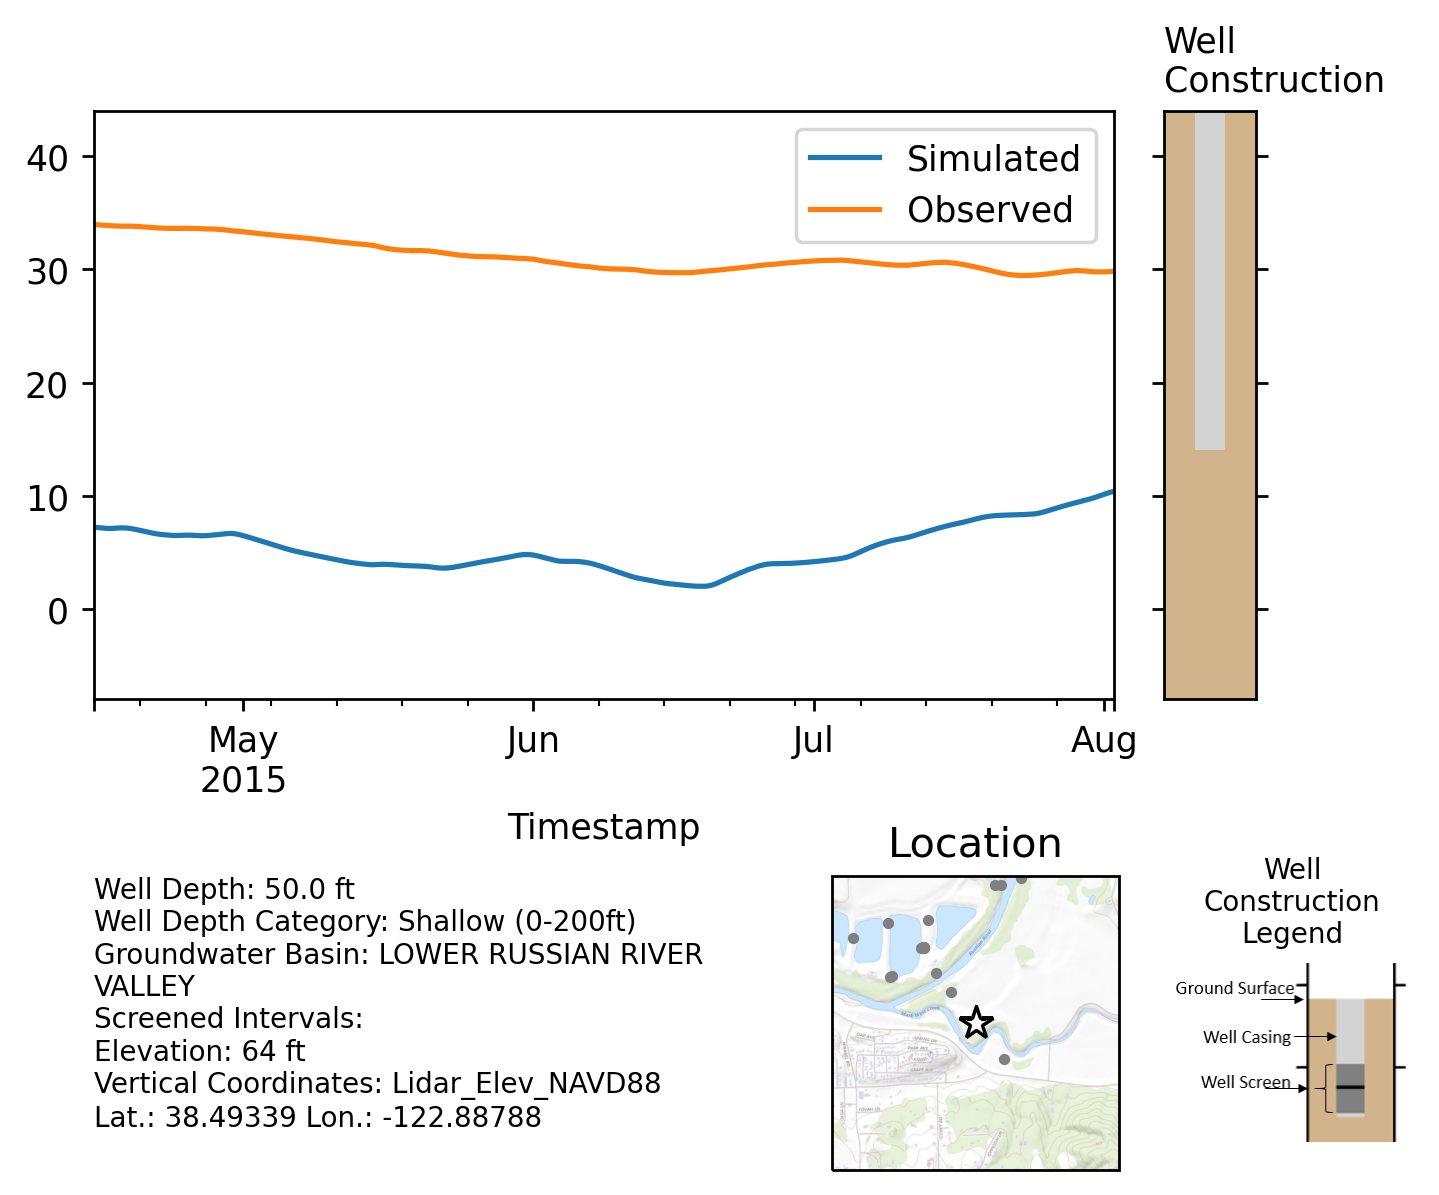 Well
Construction
40
30
20
10
0
Simulated
Observed
May
2015
Jun
Jul
Aug
Timestamp
Well Depth: 50.0 ft
Well Depth Category: Shallow (0-200ft)
Groundwater Basin: LOWER RUSSIAN RIVER
VALLEY
Screened Intervals:
Elevation: 64 ft
Vertical Coordinates: Lidar_Elev_NAVD88
Lat.: 38.49339 Lon.: -122.88788
Location
Well
Construction
Legend
Ground Surface
Well Casing
Well Screen